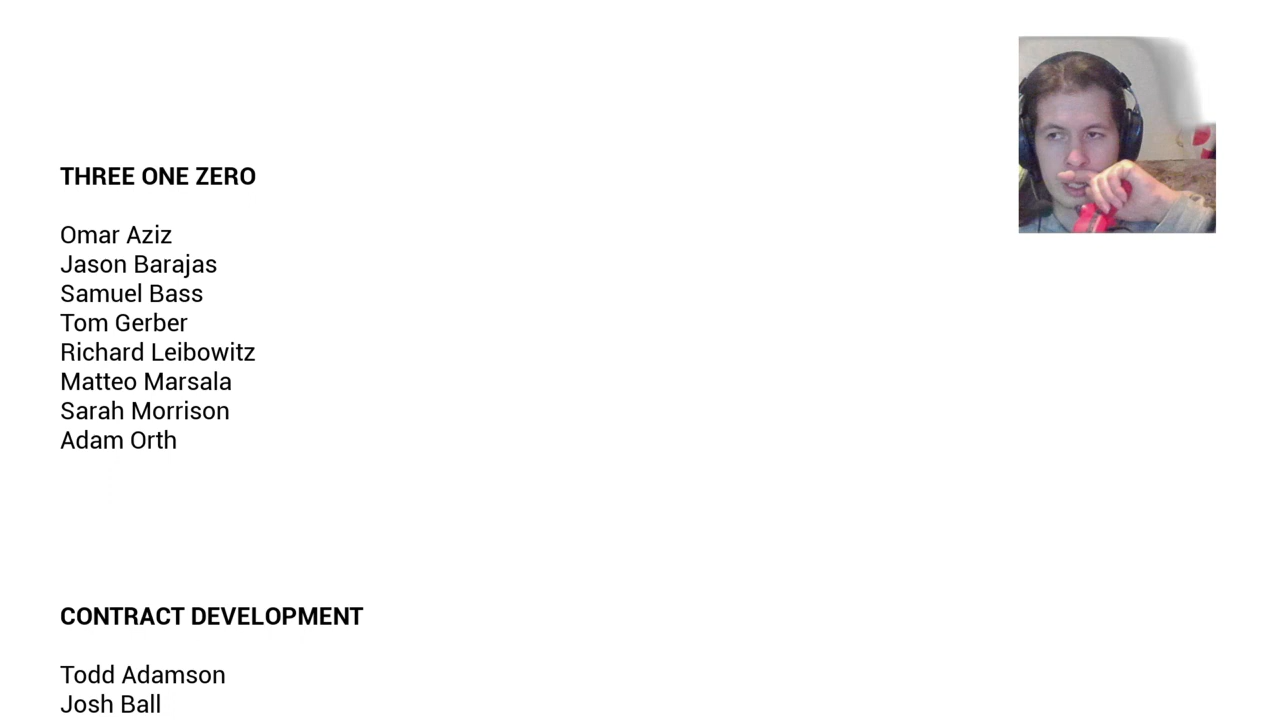 THREE ONE ZERO
Omar Aziz
Jason Barajas
Samuel Bass
Tom Gerber
Richard Leibowitz
Matteo Marsala
Sarah Morrison
Adam Orth
CONTRACT DEVELOPMENT
Todd Adamson
Josh Ball